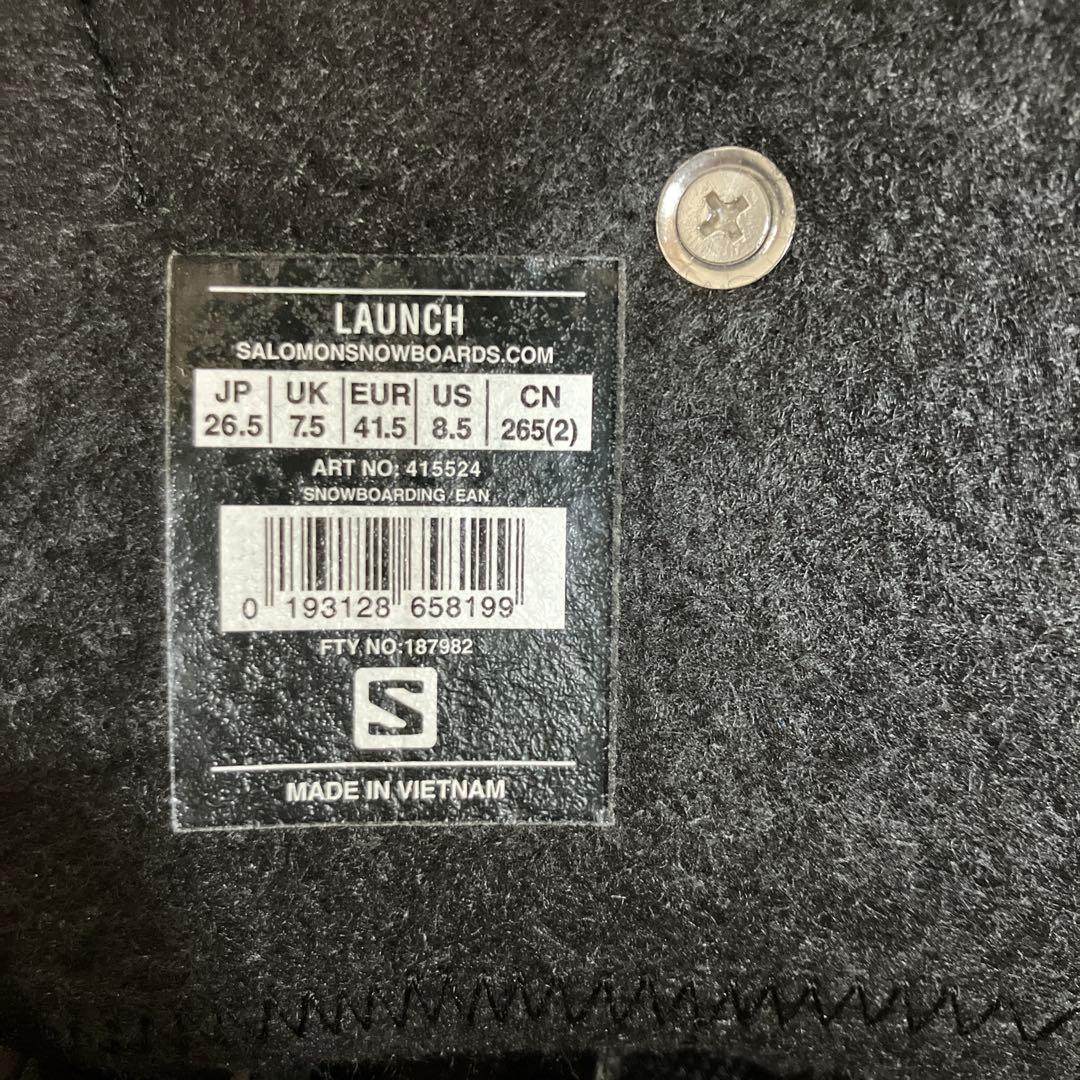 LAUNCH
SALOMONSNOWBOARDS.COM
JP UK EUR US CN
26.5 7.5 41.5 8.5 265(2)
ART NO: 415524
SNOWBOARDING EAN
0 193128 658199
FTY NO:187982
S
MADE IN VIETNAM